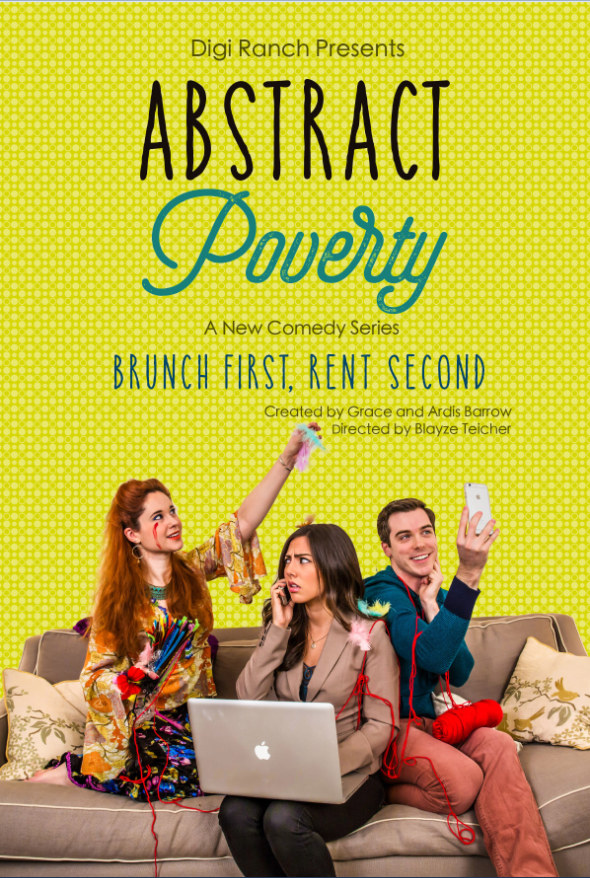 Digi Ranch Presents
ABSTRACT
Poverty
A New Comedy Series
BRUNCH FIRST, RENT SECOND
Created by Grace and Ardis Barrow
Directed by Blayze Teicher